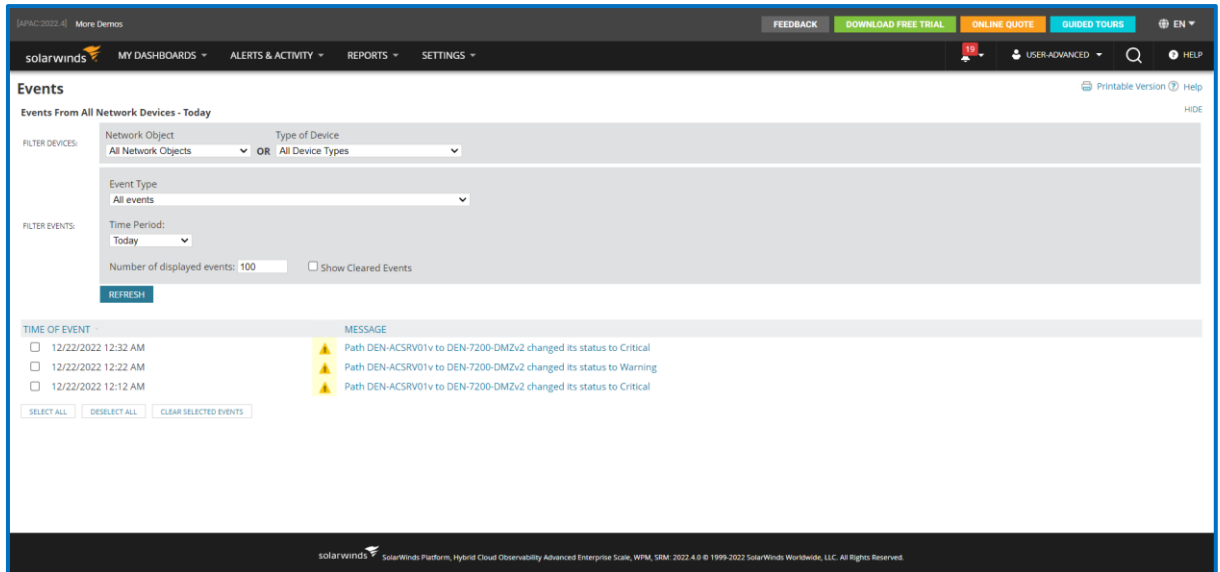 [APAC:2022.4] More Demos FEEDBACK DOWNLOAD FREE TRIAL ONLINE QUOTE GUIDED TOURS EN
solarwinds MY DASHBOARDS ALERTS & ACTIVITY REPORTS SETTINGS 19 USER-ADVANCED ? HELP
Events Printable Version ? Help
Events From All Network Devices - Today HIDE
FILTER DEVICES: Network Object Type of Device
All Network Objects OR All Device Types
Event Type
All events
FILTER EVENTS: Time Period:
Today
Number of displayed events: 100 Show Cleared Events
REFRESH
TIME OF EVENT MESSAGE
12/22/2022 12:32 AM Path DEN-ACSRV01v to DEN-7200-DMZv2 changed its status to Critical
12/22/2022 12:22 AM Path DEN-ACSRV01v to DEN-7200-DMZv2 changed its status to Warning
12/22/2022 12:12 AM Path DEN-ACSRV01v to DEN-7200-DMZv2 changed its status to Critical
SELECT ALL DESELECT ALL CLEAR SELECTED EVENTS
solarwinds SolarWinds Platform, Hybrid Cloud Observability Advanced Enterprise Scale, WPM, SRM: 2022.4.0 © 1999-2022 SolarWinds Worldwide, LLC. All Rights Reserved.